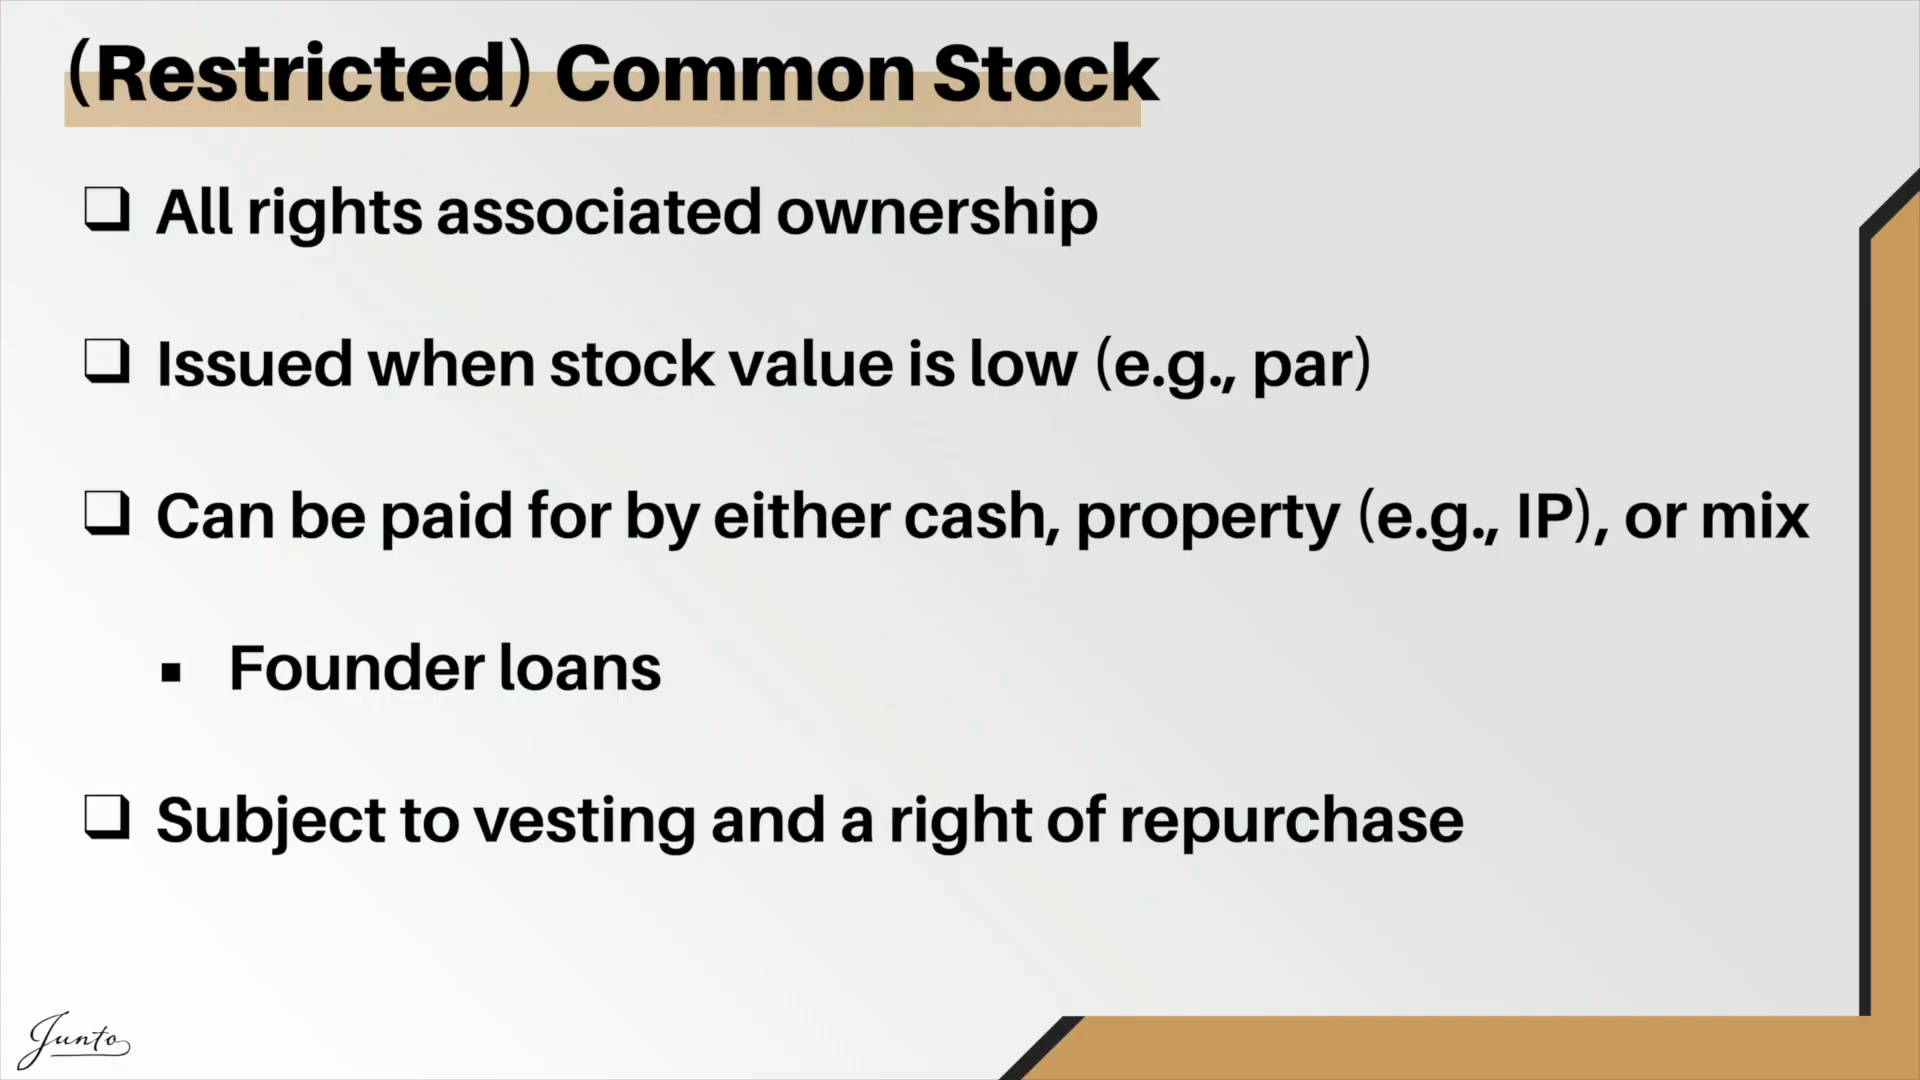 (Restricted) Common Stock
❑ All rights associated ownership
❑ Issued when stock value is low (e.g., par)
❑ Can be paid for by either cash, property (e.g., IP), or mix
▪ Founder loans
❑ Subject to vesting and a right of repurchase
Junto